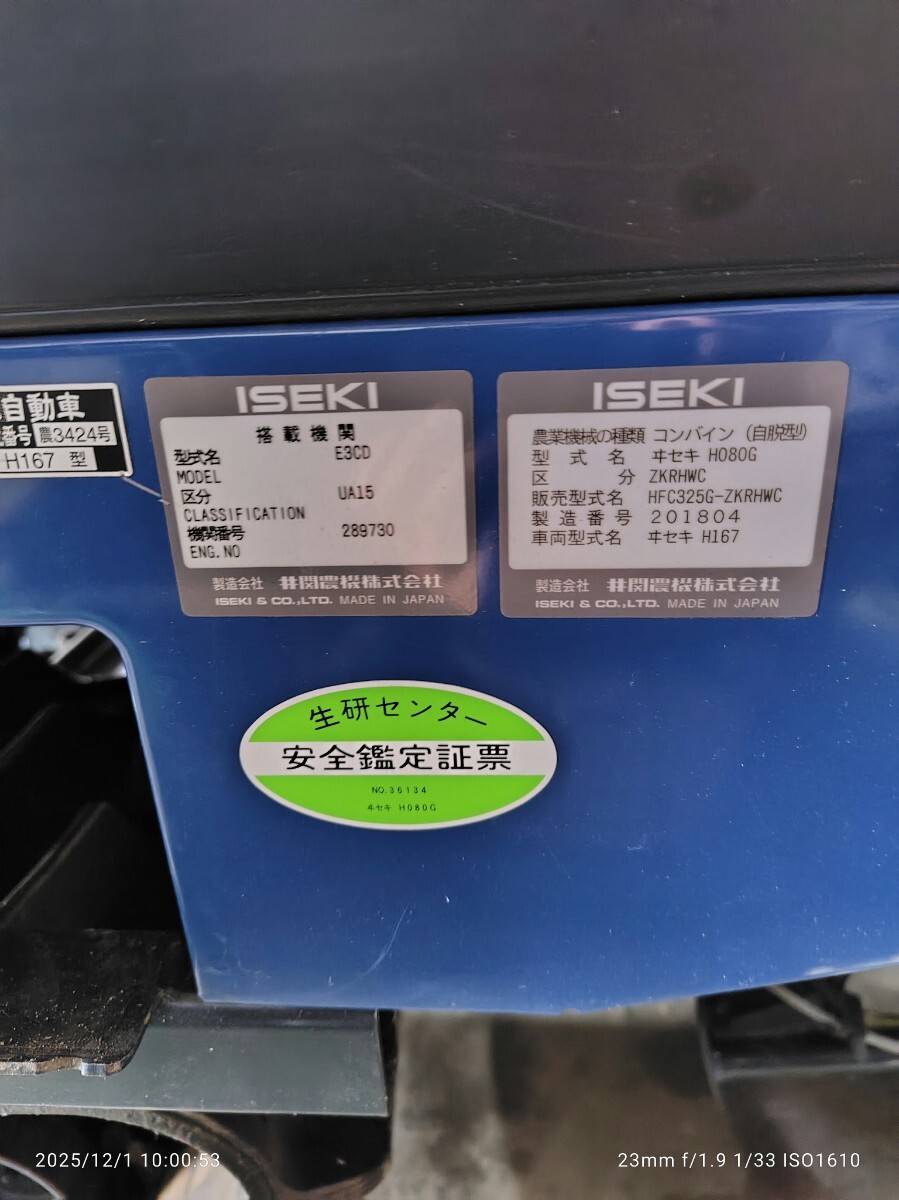 自動車
番号 農3424号
H167 型
ISEKI
搭載機関
型式名 E3CD
MODEL
区分 UA15
CLASSIFICATION
機関番号 289730
ENG.NO
製造会社 井関農機株式会社
ISEKI & CO.,LTD. MADE IN JAPAN
ISEKI
農業機械の種類 コンバイン (自脱型)
型式名 ヰセキ HO80G
区分 ZKRHWC
販売型式名 HFC325G-ZKRHWC
製造番号 201804
車両型式名 ヰセキ H167
製造会社 井関農機株式会社
ISEKI & CO.,LTD. MADE IN JAPAN
生研センター
安全鑑定証票
NO.36134
ヰセキ HO80G
2025/12/1 10:00:53
23mm f/1.9 1/33 ISO1610